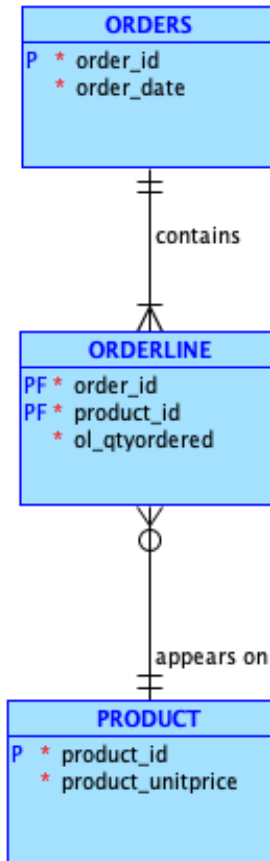 ORDERS
P * order_id
* order_date
contains
ORDERLINE
PF * order_id
PF * product_id
* ol_qtyordered
appears on
PRODUCT
P * product_id
* product_unitprice